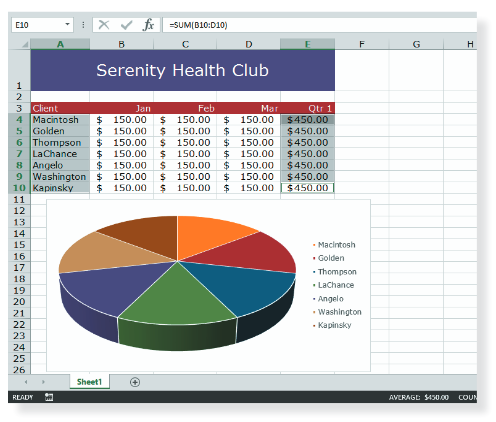 E10 fx =SUM(B10:D10)
A B C D E F G H
1 Serenity Health Club
2
3 Client Jan Feb Mar Qtr 1
4 Macintosh $ 150.00 $ 150.00 $ 150.00 $450.00
5 Golden $ 150.00 $ 150.00 $ 150.00 $450.00
6 Thompson $ 150.00 $ 150.00 $ 150.00 $450.00
7 LaChance $ 150.00 $ 150.00 $ 150.00 $450.00
8 Angelo $ 150.00 $ 150.00 $ 150.00 $450.00
9 Washington $ 150.00 $ 150.00 $ 150.00 $450.00
10 Kapinsky $ 150.00 $ 150.00 $ 150.00 $450.00
11
12
13
14
15 Macintosh
16 Golden
17 Thompson
18 LaChance
19 Angelo
20 Washington
21 Kapinsky
22
23
24
25
26
Sheet1
READY AVERAGE: $450.00 COUN